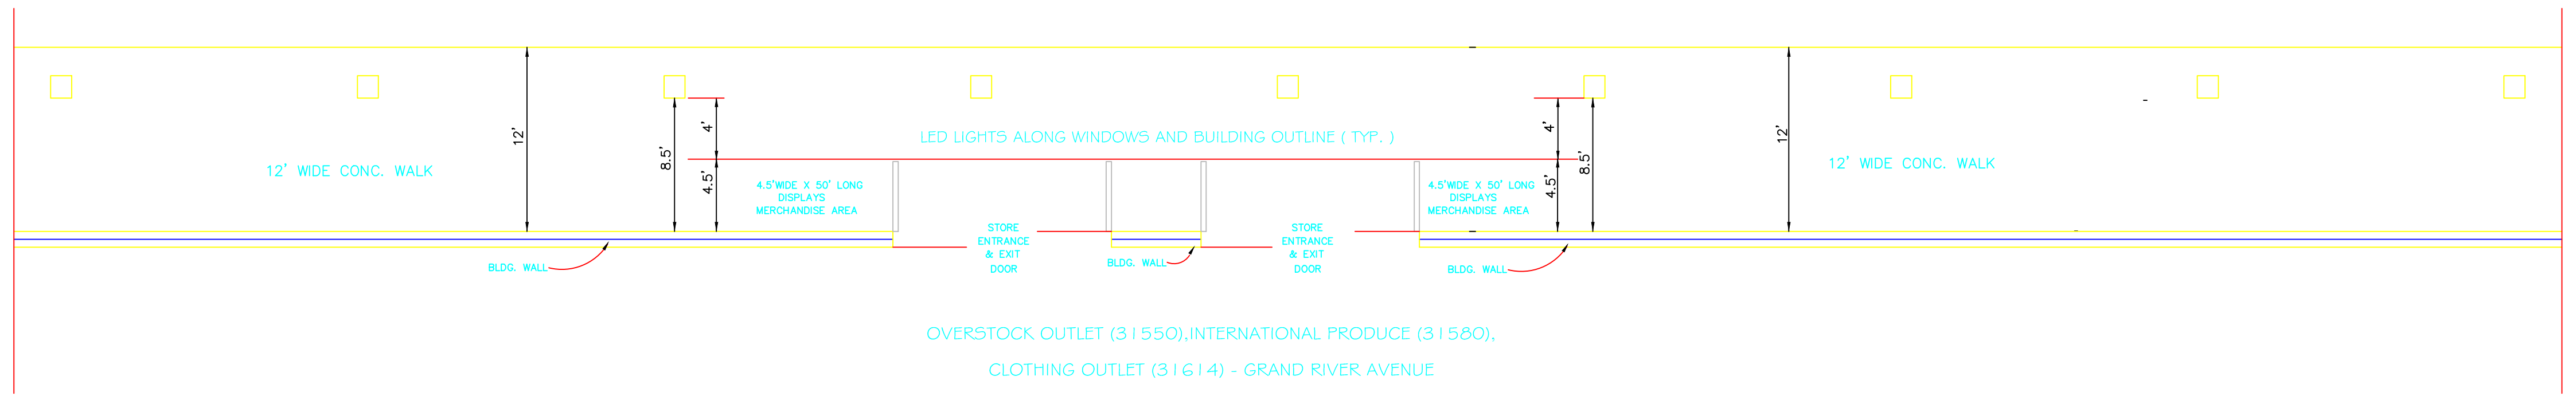 12'
8.5'
4'
4.5'
LED LIGHTS ALONG WINDOWS AND BUILDING OUTLINE ( TYP. )
4'
8.5'
4.5'
12'
12' WIDE CONC. WALK
12' WIDE CONC. WALK
4.5'WIDE X 50' LONG
DISPLAYS
MERCHANDISE AREA
4.5'WIDE X 50' LONG
DISPLAYS
MERCHANDISE AREA
STORE
ENTRANCE
& EXIT
DOOR
STORE
ENTRANCE
& EXIT
DOOR
BLDG. WALL
BLDG. WALL
BLDG. WALL
OVERSTOCK OUTLET (31550),INTERNATIONAL PRODUCE (31580),
CLOTHING OUTLET (31614) - GRAND RIVER AVENUE